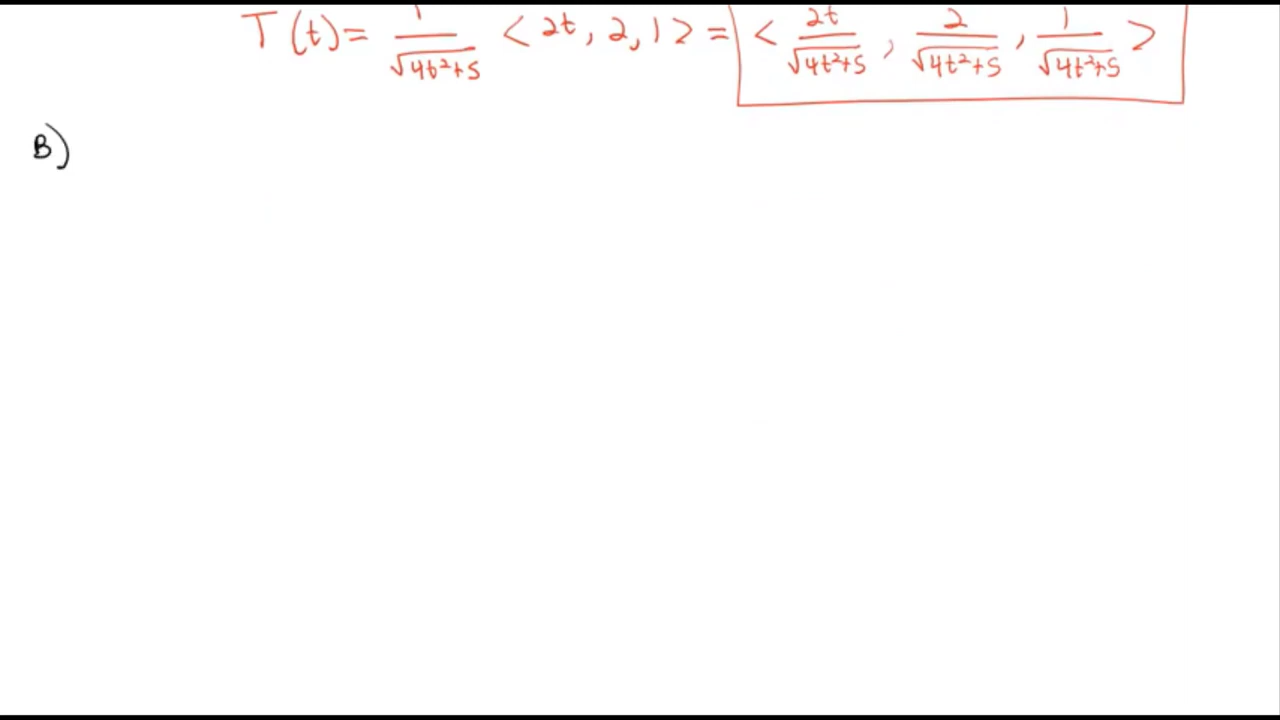 T(t) = 1/√4t²+5 < 2t, 2, 1 > = < 2t/√4t²+5, 2/√4t²+5, 1/√4t²+5 >
B)